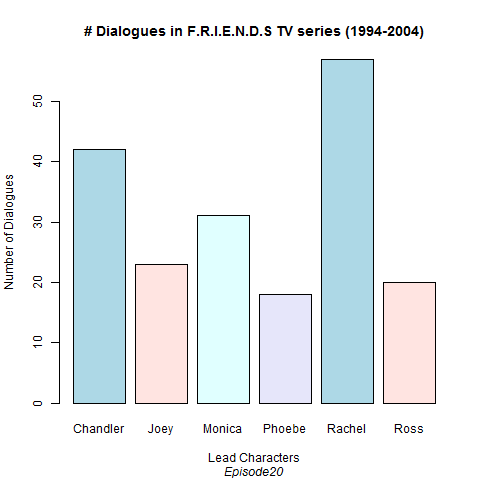 # Dialogues in F.R.I.E.N.D.S TV series (1994-2004)
Number of Dialogues
50
40
30
20
10
0
Chandler Joey Monica Phoebe Rachel Ross
Lead Characters
Episode20